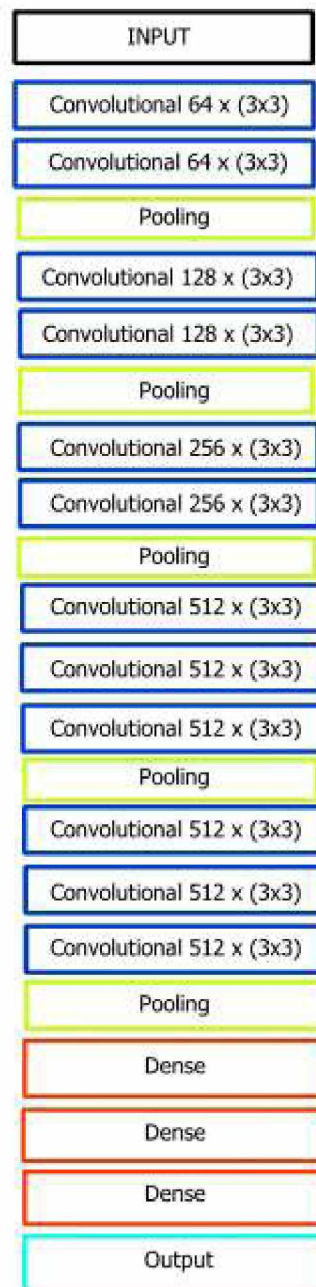 INPUT
Convolutional 64 x (3x3)
Convolutional 64 x (3x3)
Pooling
Convolutional 128 x (3x3)
Convolutional 128 x (3x3)
Pooling
Convolutional 256 x (3x3)
Convolutional 256 x (3x3)
Pooling
Convolutional 512 x (3x3)
Convolutional 512 x (3x3)
Convolutional 512 x (3x3)
Pooling
Convolutional 512 x (3x3)
Convolutional 512 x (3x3)
Convolutional 512 x (3x3)
Pooling
Dense
Dense
Dense
Output